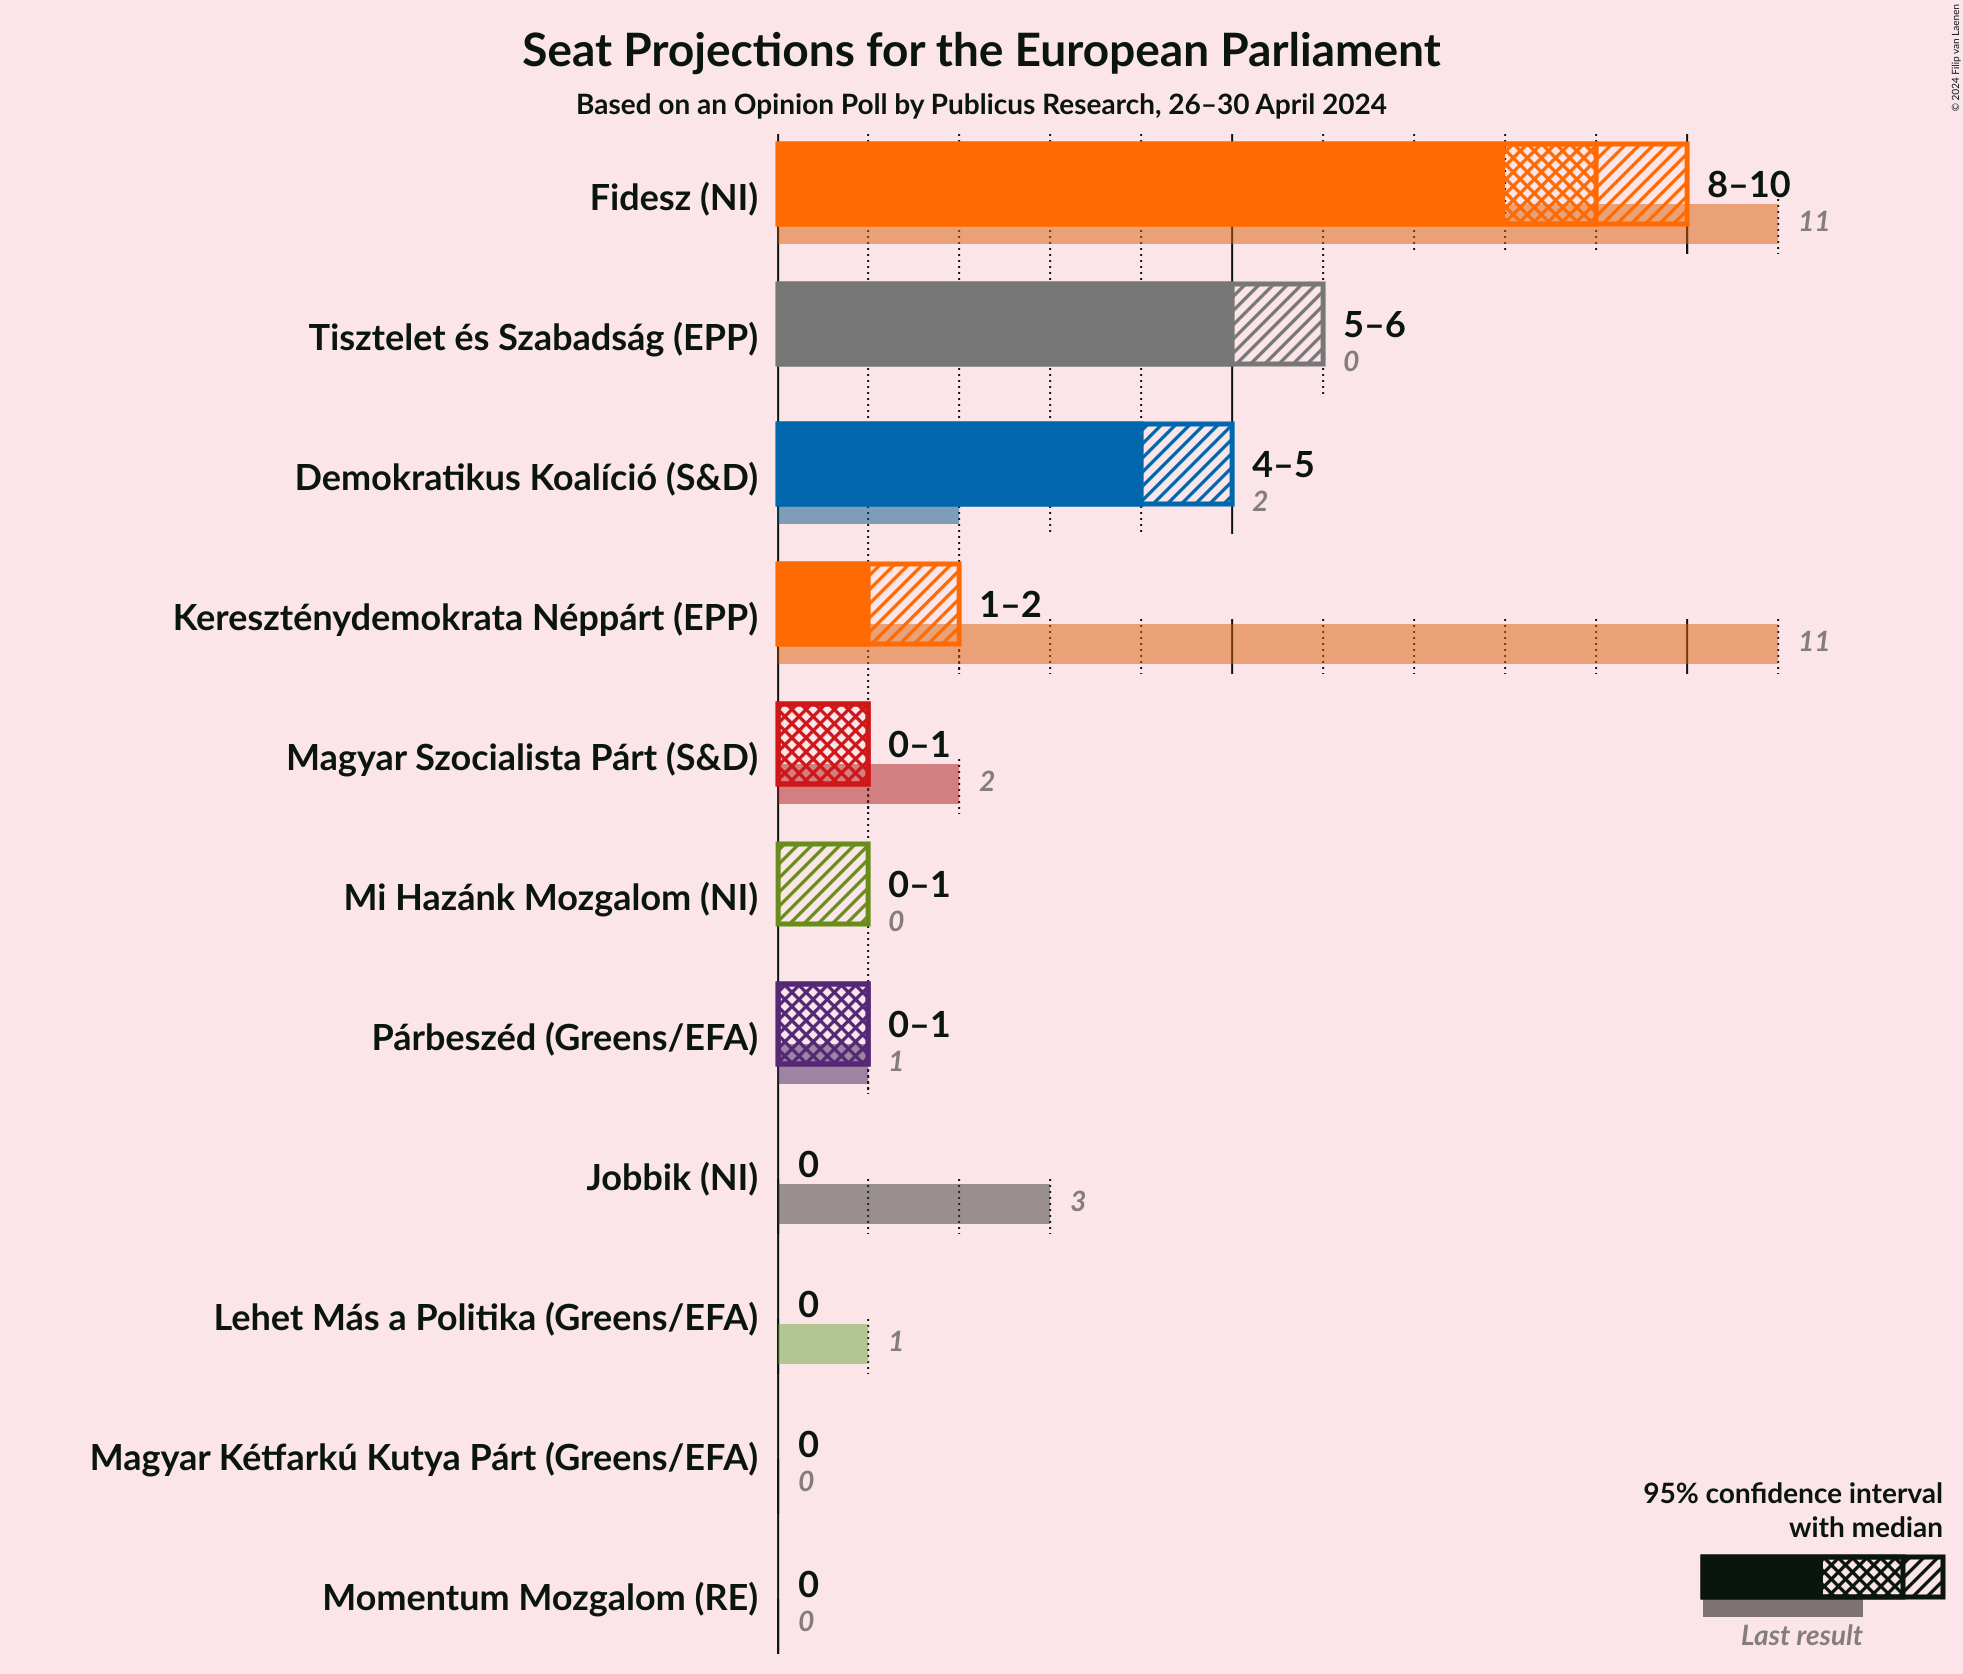 Seat Projections for the European Parliament
Based on an Opinion Poll by Publicus Research, 26–30 April 2024
© 2024 Filip van Laenen
Fidesz (NI)
8–10
11
Tisztelet és Szabadság (EPP)
5–6
0
Demokratikus Koalíció (S&D)
4–5
2
Kereszténydemokrata Néppárt (EPP)
1–2
11
Magyar Szocialista Párt (S&D)
0–1
2
Mi Hazánk Mozgalom (NI)
0–1
0
Párbeszéd (Greens/EFA)
0–1
1
Jobbik (NI)
0
3
Lehet Más a Politika (Greens/EFA)
0
1
Magyar Kétfarkú Kutya Párt (Greens/EFA)
0
0
Momentum Mozgalom (RE)
0
0
95% confidence interval
with median
Last result